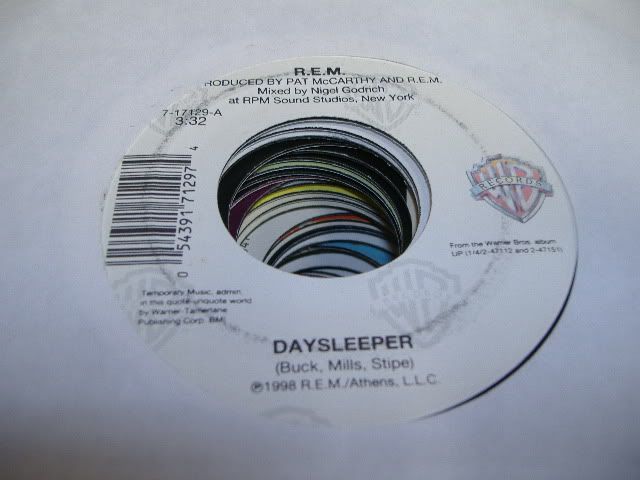 R.E.M.
RODUCED BY PAT McCARTHY AND R.E.M.
Mixed by Nigel Godrich
at RPM Sound Studios, New York
7-17129-A
3:32
0 54391 71297 4
WB
RECORDS
From the Warner Bros. album
UP (1/4/2-47112 and 2-47151)
Temporary Music, admin.
in this quote-unquote world
by Warner-Tamerlane
Publishing Corp. BMI
DAYSLEEPER
(Buck, Mills, Stipe)
℗1998 R.E.M./Athens, L.L.C.